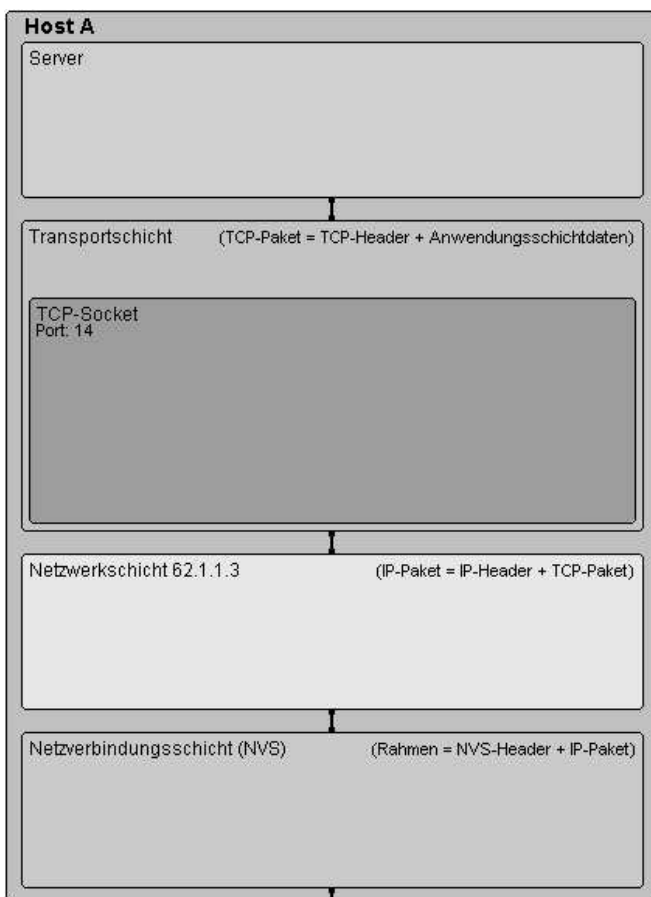 Host A
Server
Transportschicht (TCP-Paket = TCP-Header + Anwendungsschichtdaten)
TCP-Socket
Port: 14
Netzwerkschicht 62.1.1.3 (IP-Paket = IP-Header + TCP-Paket)
Netzverbindungsschicht (NVS) (Rahmen = NVS-Header + IP-Paket)